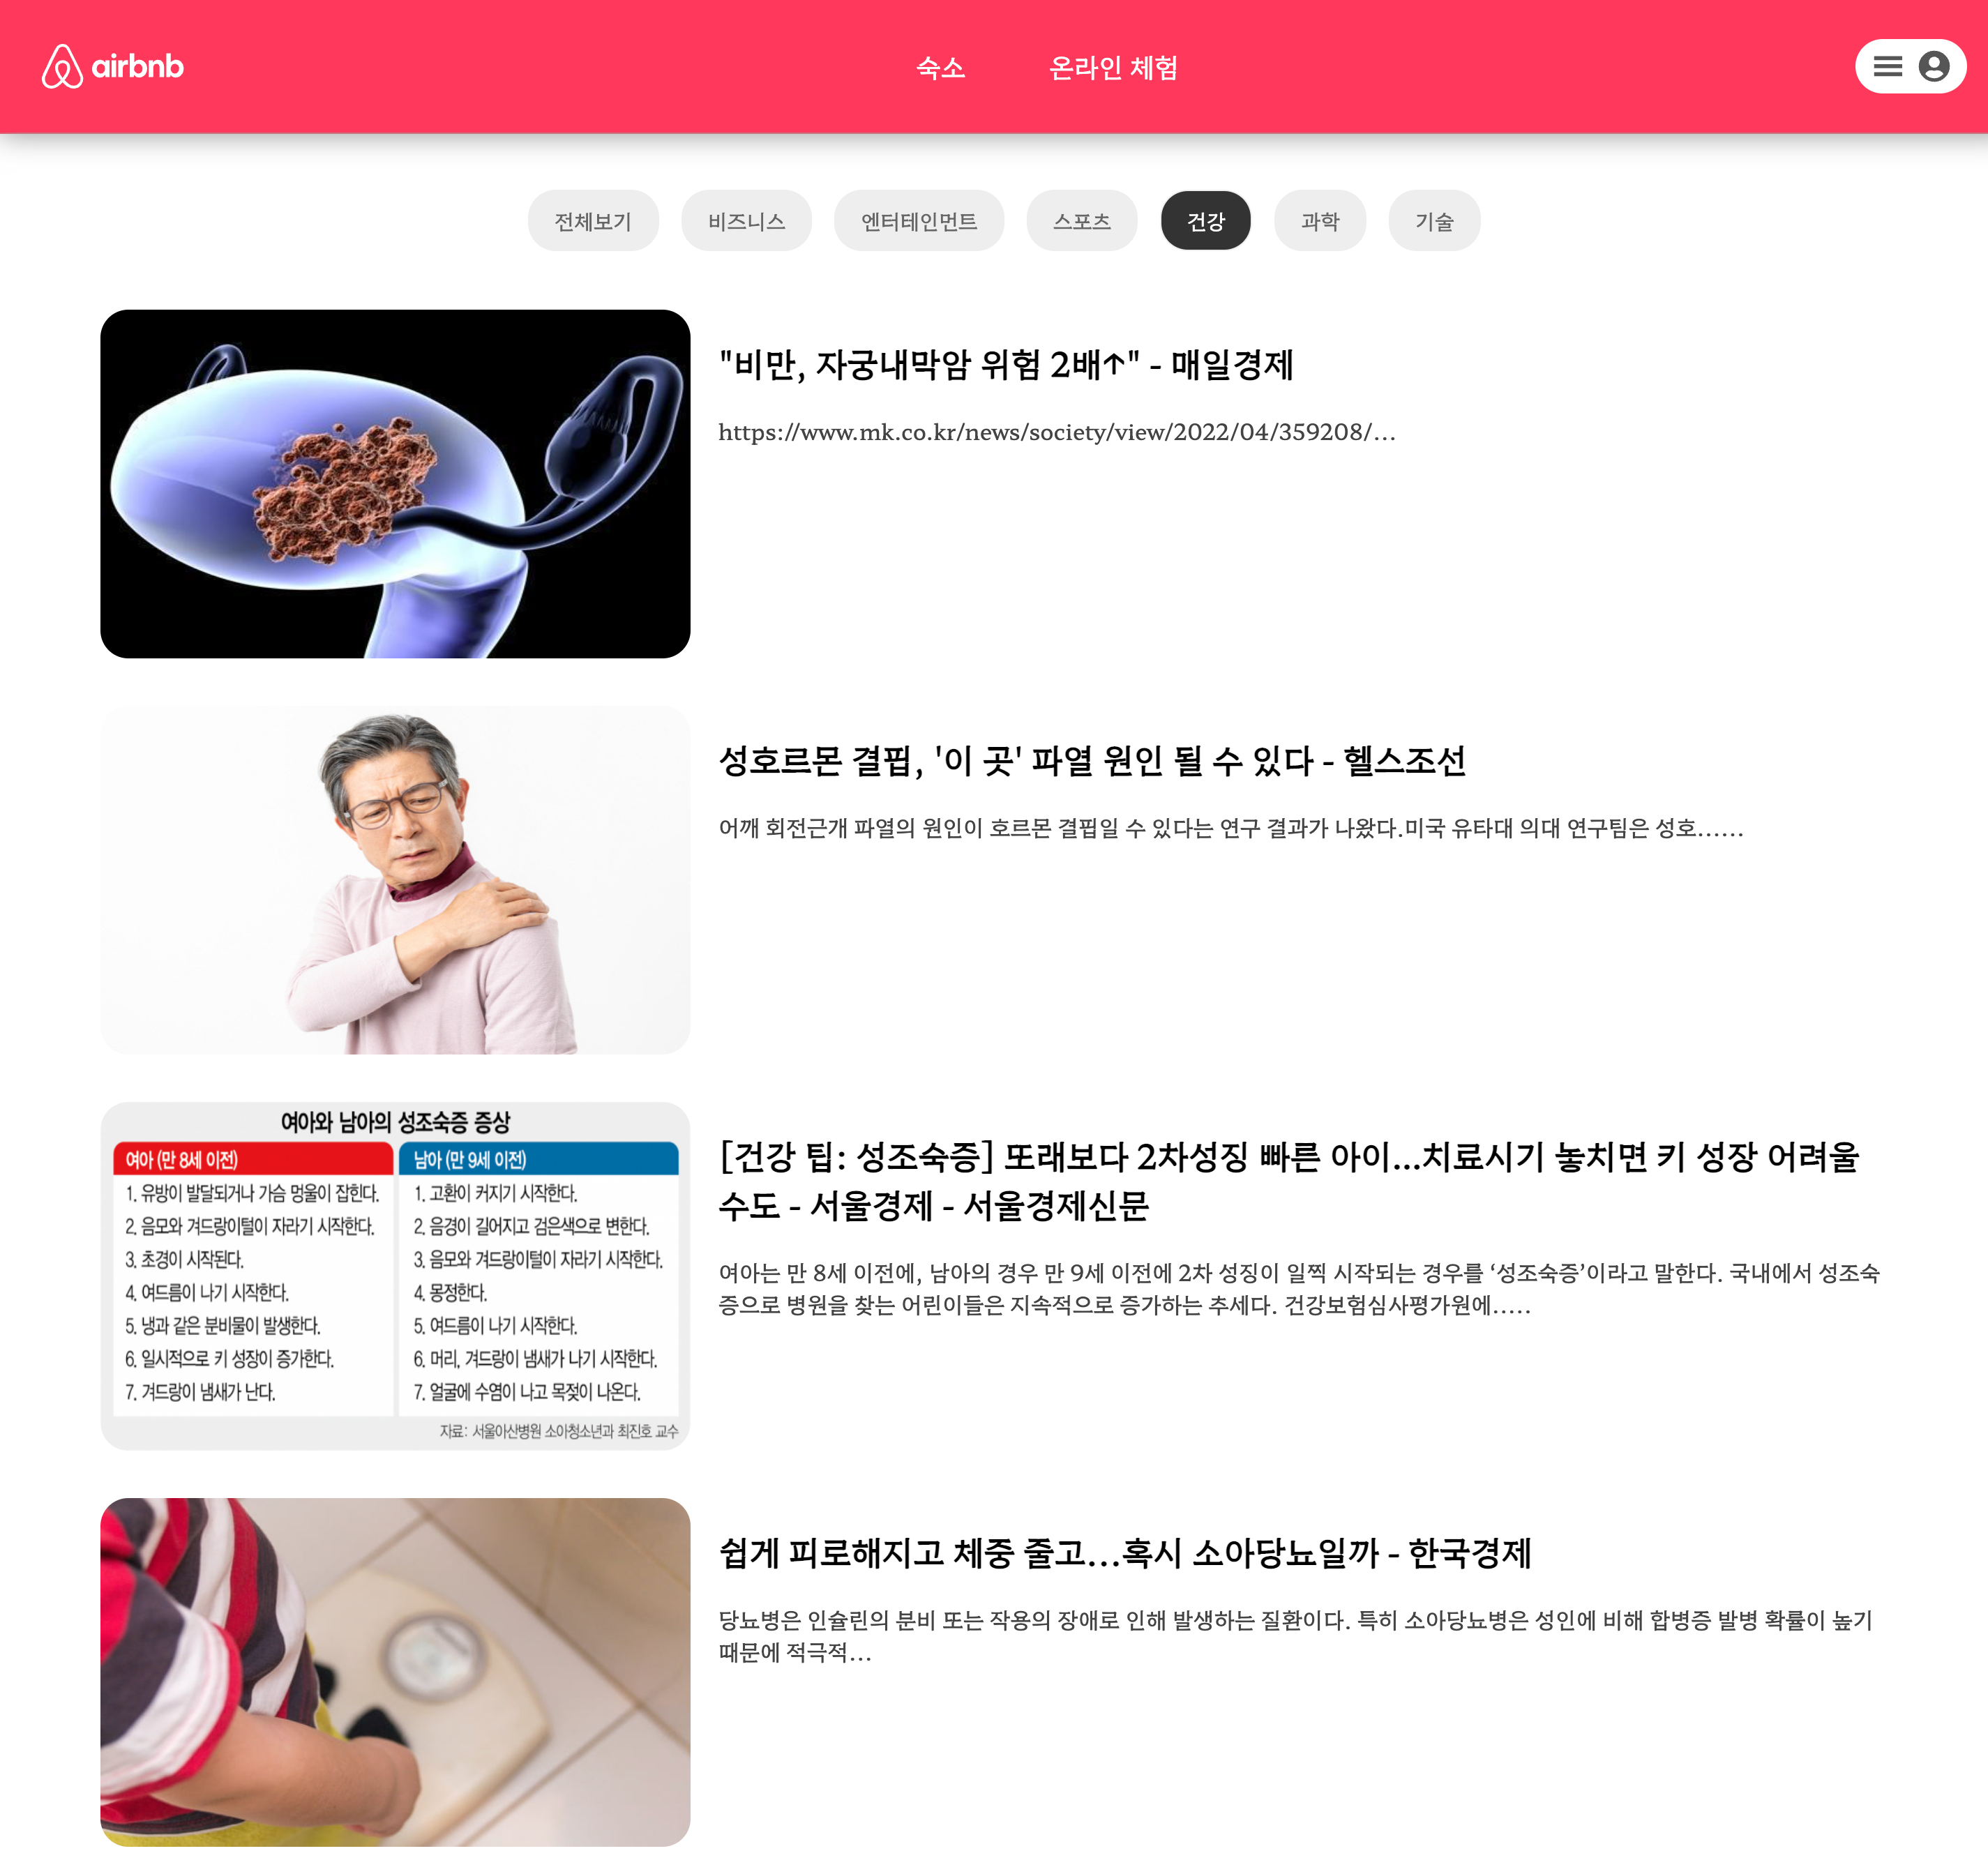 airbnb
숙소
온라인 체험
전체보기
비즈니스
엔터테인먼트
스포츠
건강
과학
기술
"비만, 자궁내막암 위험 2배↑" - 매일경제
https://www.mk.co.kr/news/society/view/2022/04/359208/…
성호르몬 결핍, '이 곳' 파열 원인 될 수 있다 - 헬스조선
어깨 회전근개 파열의 원인이 호르몬 결핍일 수 있다는 연구 결과가 나왔다.미국 유타대 의대 연구팀은 성호……
여아와 남아의 성조숙증 증상
여아 (만 8세 이전)
1. 유방이 발달되거나 가슴 멍울이 잡힌다.
2. 음모와 겨드랑이털이 자라기 시작한다.
3. 초경이 시작된다.
4. 여드름이 나기 시작한다.
5. 냉과 같은 분비물이 발생한다.
6. 일시적으로 키 성장이 증가한다.
7. 겨드랑이 냄새가 난다.
남아 (만 9세 이전)
1. 고환이 커지기 시작한다.
2. 음경이 길어지고 검은색으로 변한다.
3. 음모와 겨드랑이털이 자라기 시작한다.
4. 몽정한다.
5. 여드름이 나기 시작한다.
6. 머리, 겨드랑이 냄새가 나기 시작한다.
7. 얼굴에 수염이 나고 목젖이 나온다.
자료: 서울아산병원 소아청소년과 최진호 교수
[건강 팁: 성조숙증] 또래보다 2차성징 빠른 아이...치료시기 놓치면 키 성장 어려울
수도 - 서울경제 - 서울경제신문
여아는 만 8세 이전에, 남아의 경우 만 9세 이전에 2차 성징이 일찍 시작되는 경우를 ‘성조숙증’이라고 말한다. 국내에서 성조숙
증으로 병원을 찾는 어린이들은 지속적으로 증가하는 추세다. 건강보험심사평가원에.....
쉽게 피로해지고 체중 줄고…혹시 소아당뇨일까 - 한국경제
당뇨병은 인슐린의 분비 또는 작용의 장애로 인해 발생하는 질환이다. 특히 소아당뇨병은 성인에 비해 합병증 발병 확률이 높기
때문에 적극적…